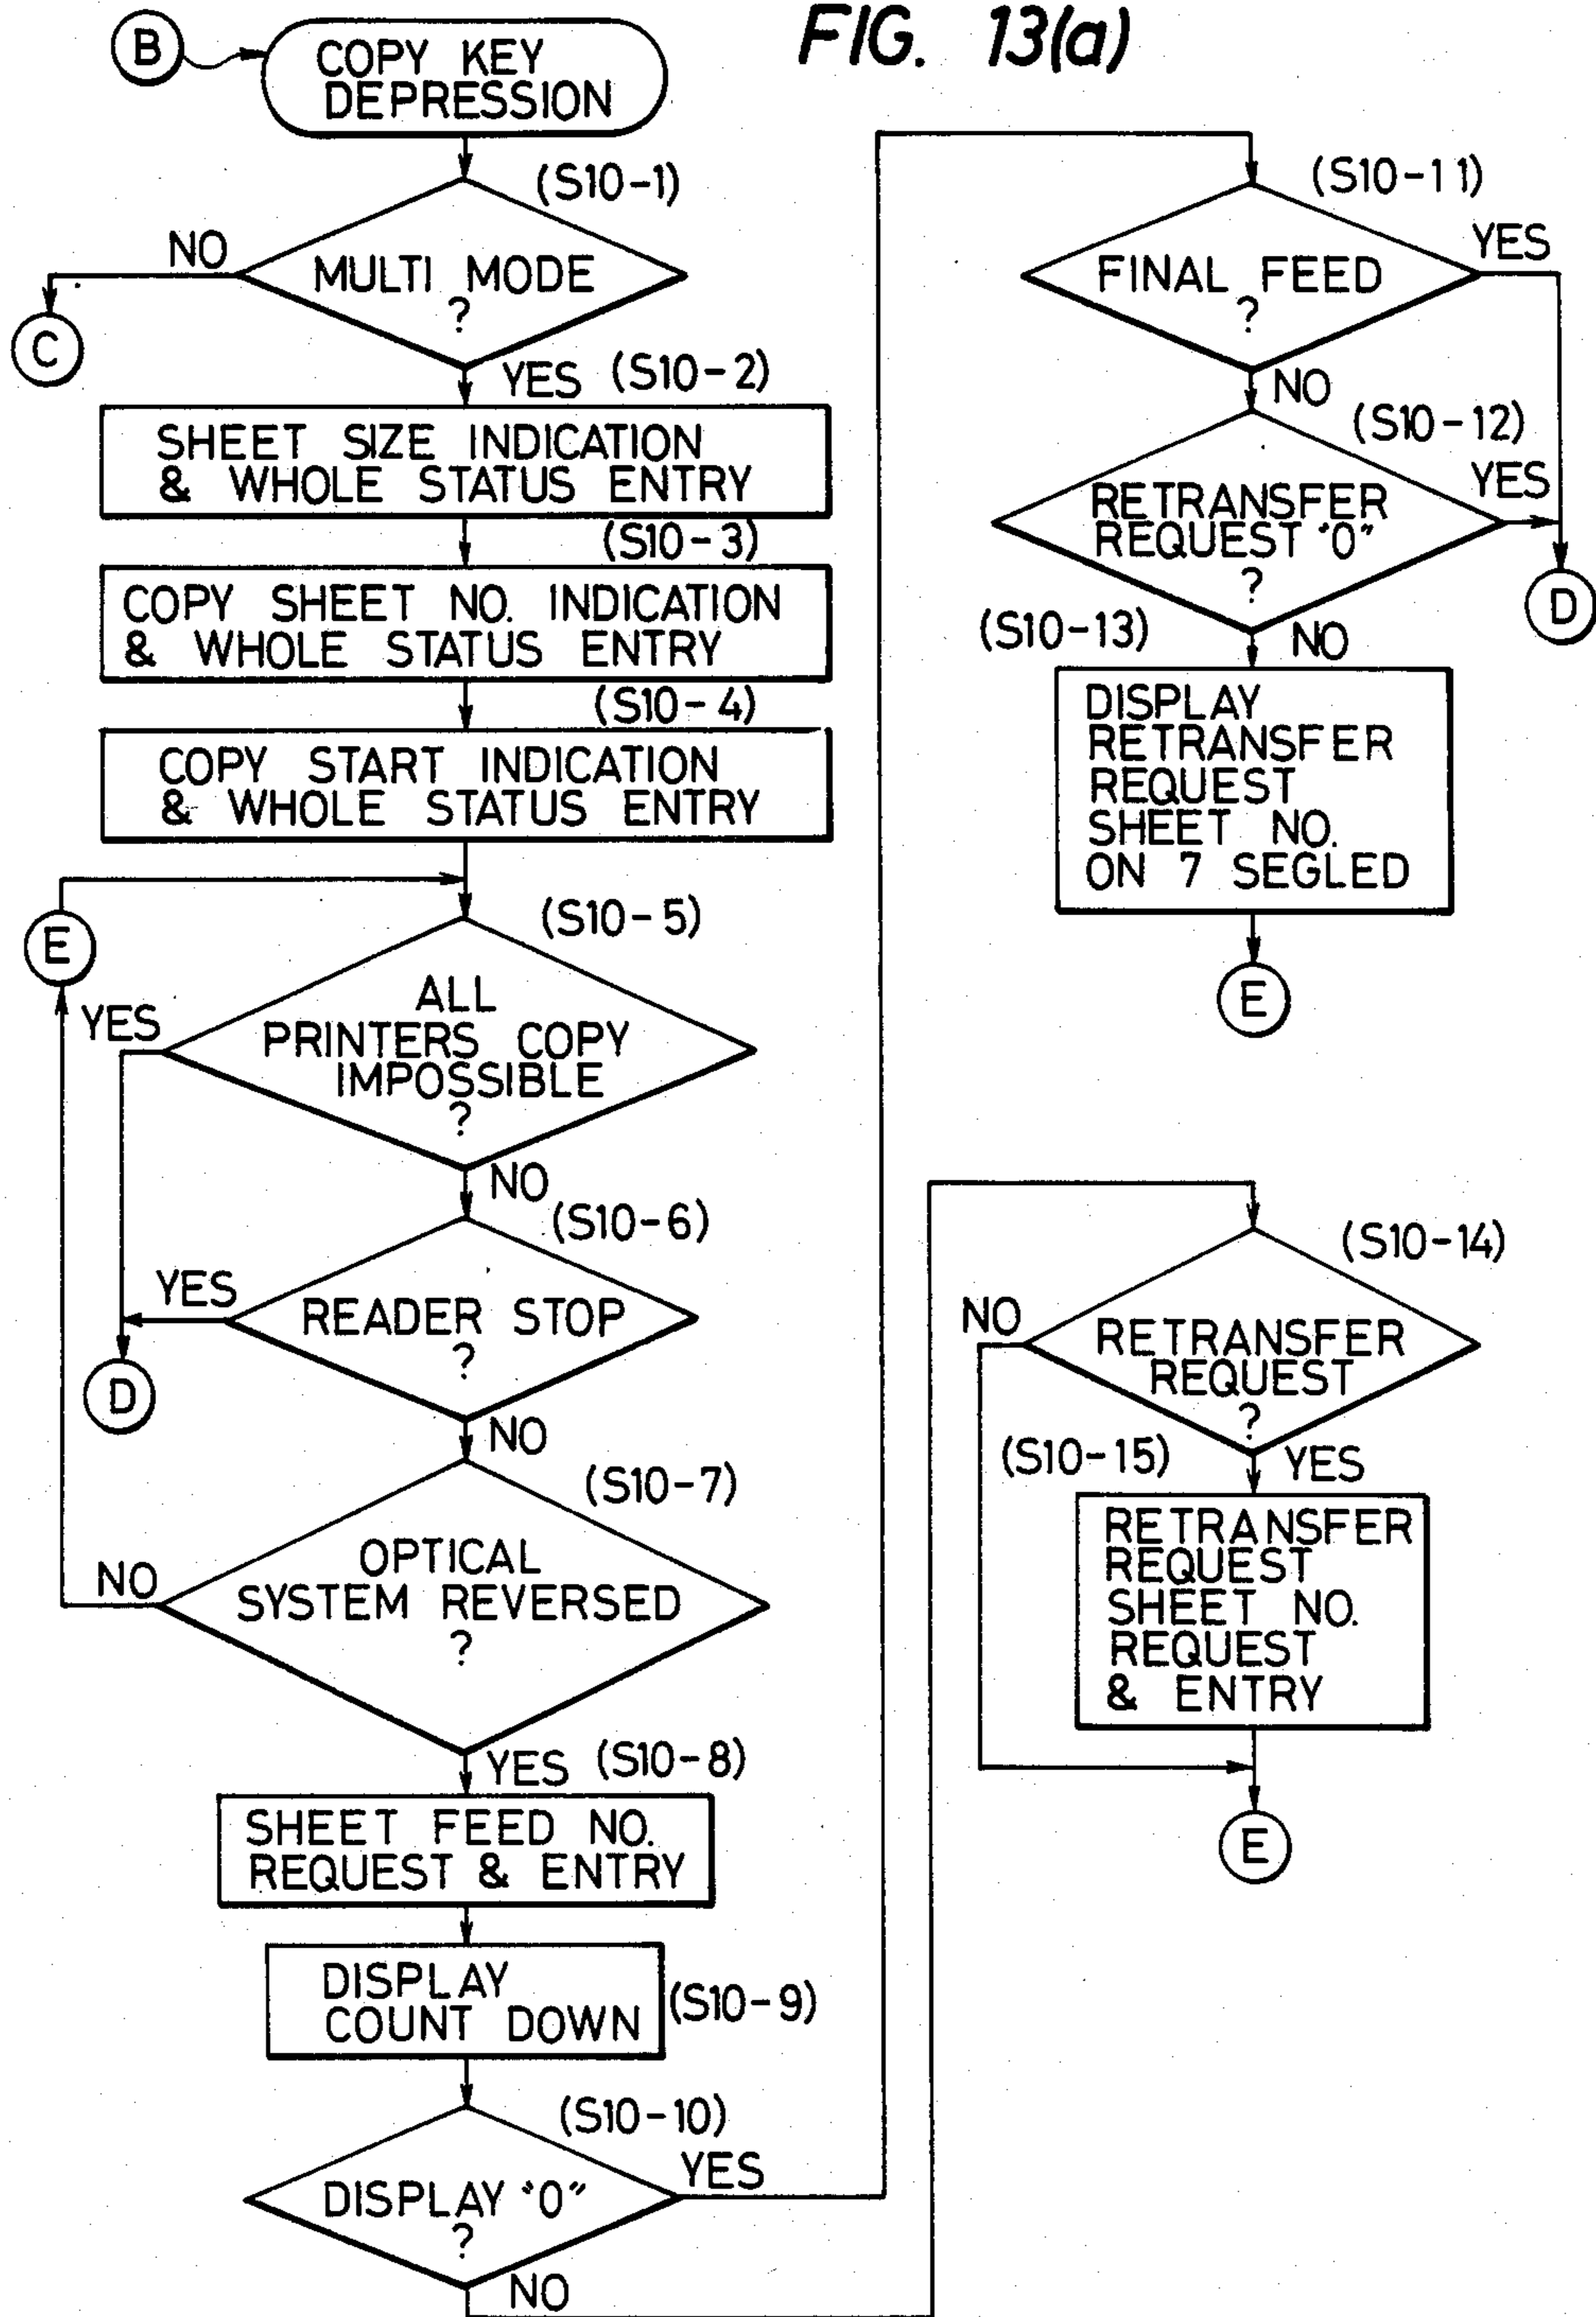 FIG. 13(a)
B
COPY KEY
DEPRESSION
(S10-1)
NO
MULTI MODE
?
C
YES (S10-2)
SHEET SIZE INDICATION
& WHOLE STATUS ENTRY
(S10-3)
COPY SHEET NO. INDICATION
& WHOLE STATUS ENTRY
(S10-4)
COPY START INDICATION
& WHOLE STATUS ENTRY
E
(S10-5)
YES
ALL
PRINTERS COPY
IMPOSSIBLE
?
NO
(S10-6)
YES
READER STOP
?
D
NO
(S10-7)
NO
OPTICAL
SYSTEM REVERSED
?
YES (S10-8)
SHEET FEED NO.
REQUEST & ENTRY
DISPLAY
COUNT DOWN
(S10-9)
(S10-10)
YES
DISPLAY "0"
?
NO
(S10-11)
YES
FINAL FEED
?
NO
(S10-12)
YES
RETRANSFER
REQUEST "0"
?
D
(S10-13)
NO
DISPLAY
RETRANSFER
REQUEST
SHEET NO.
ON 7 SEGLED
E
(S10-14)
NO
RETRANSFER
REQUEST
?
(S10-15)
YES
RETRANSFER
REQUEST
SHEET NO.
REQUEST
& ENTRY
E